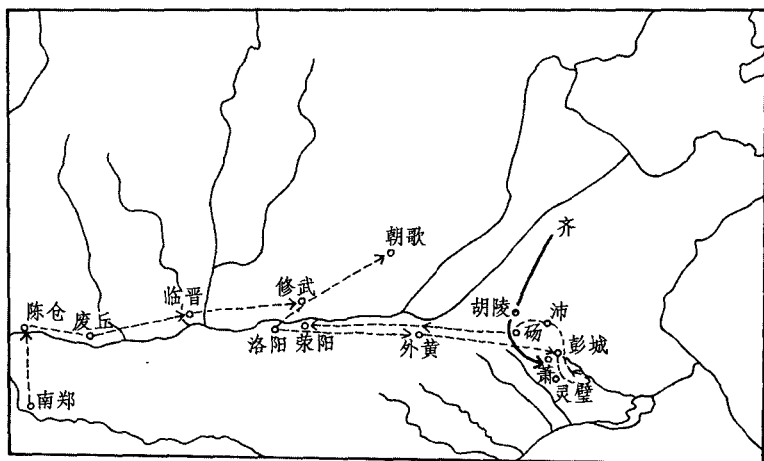 齐
朝歌
修武
临晋
胡陵
沛
陈仓
废丘
砀
洛阳
荥阳
外黄
彭城
萧
灵璧
南郑